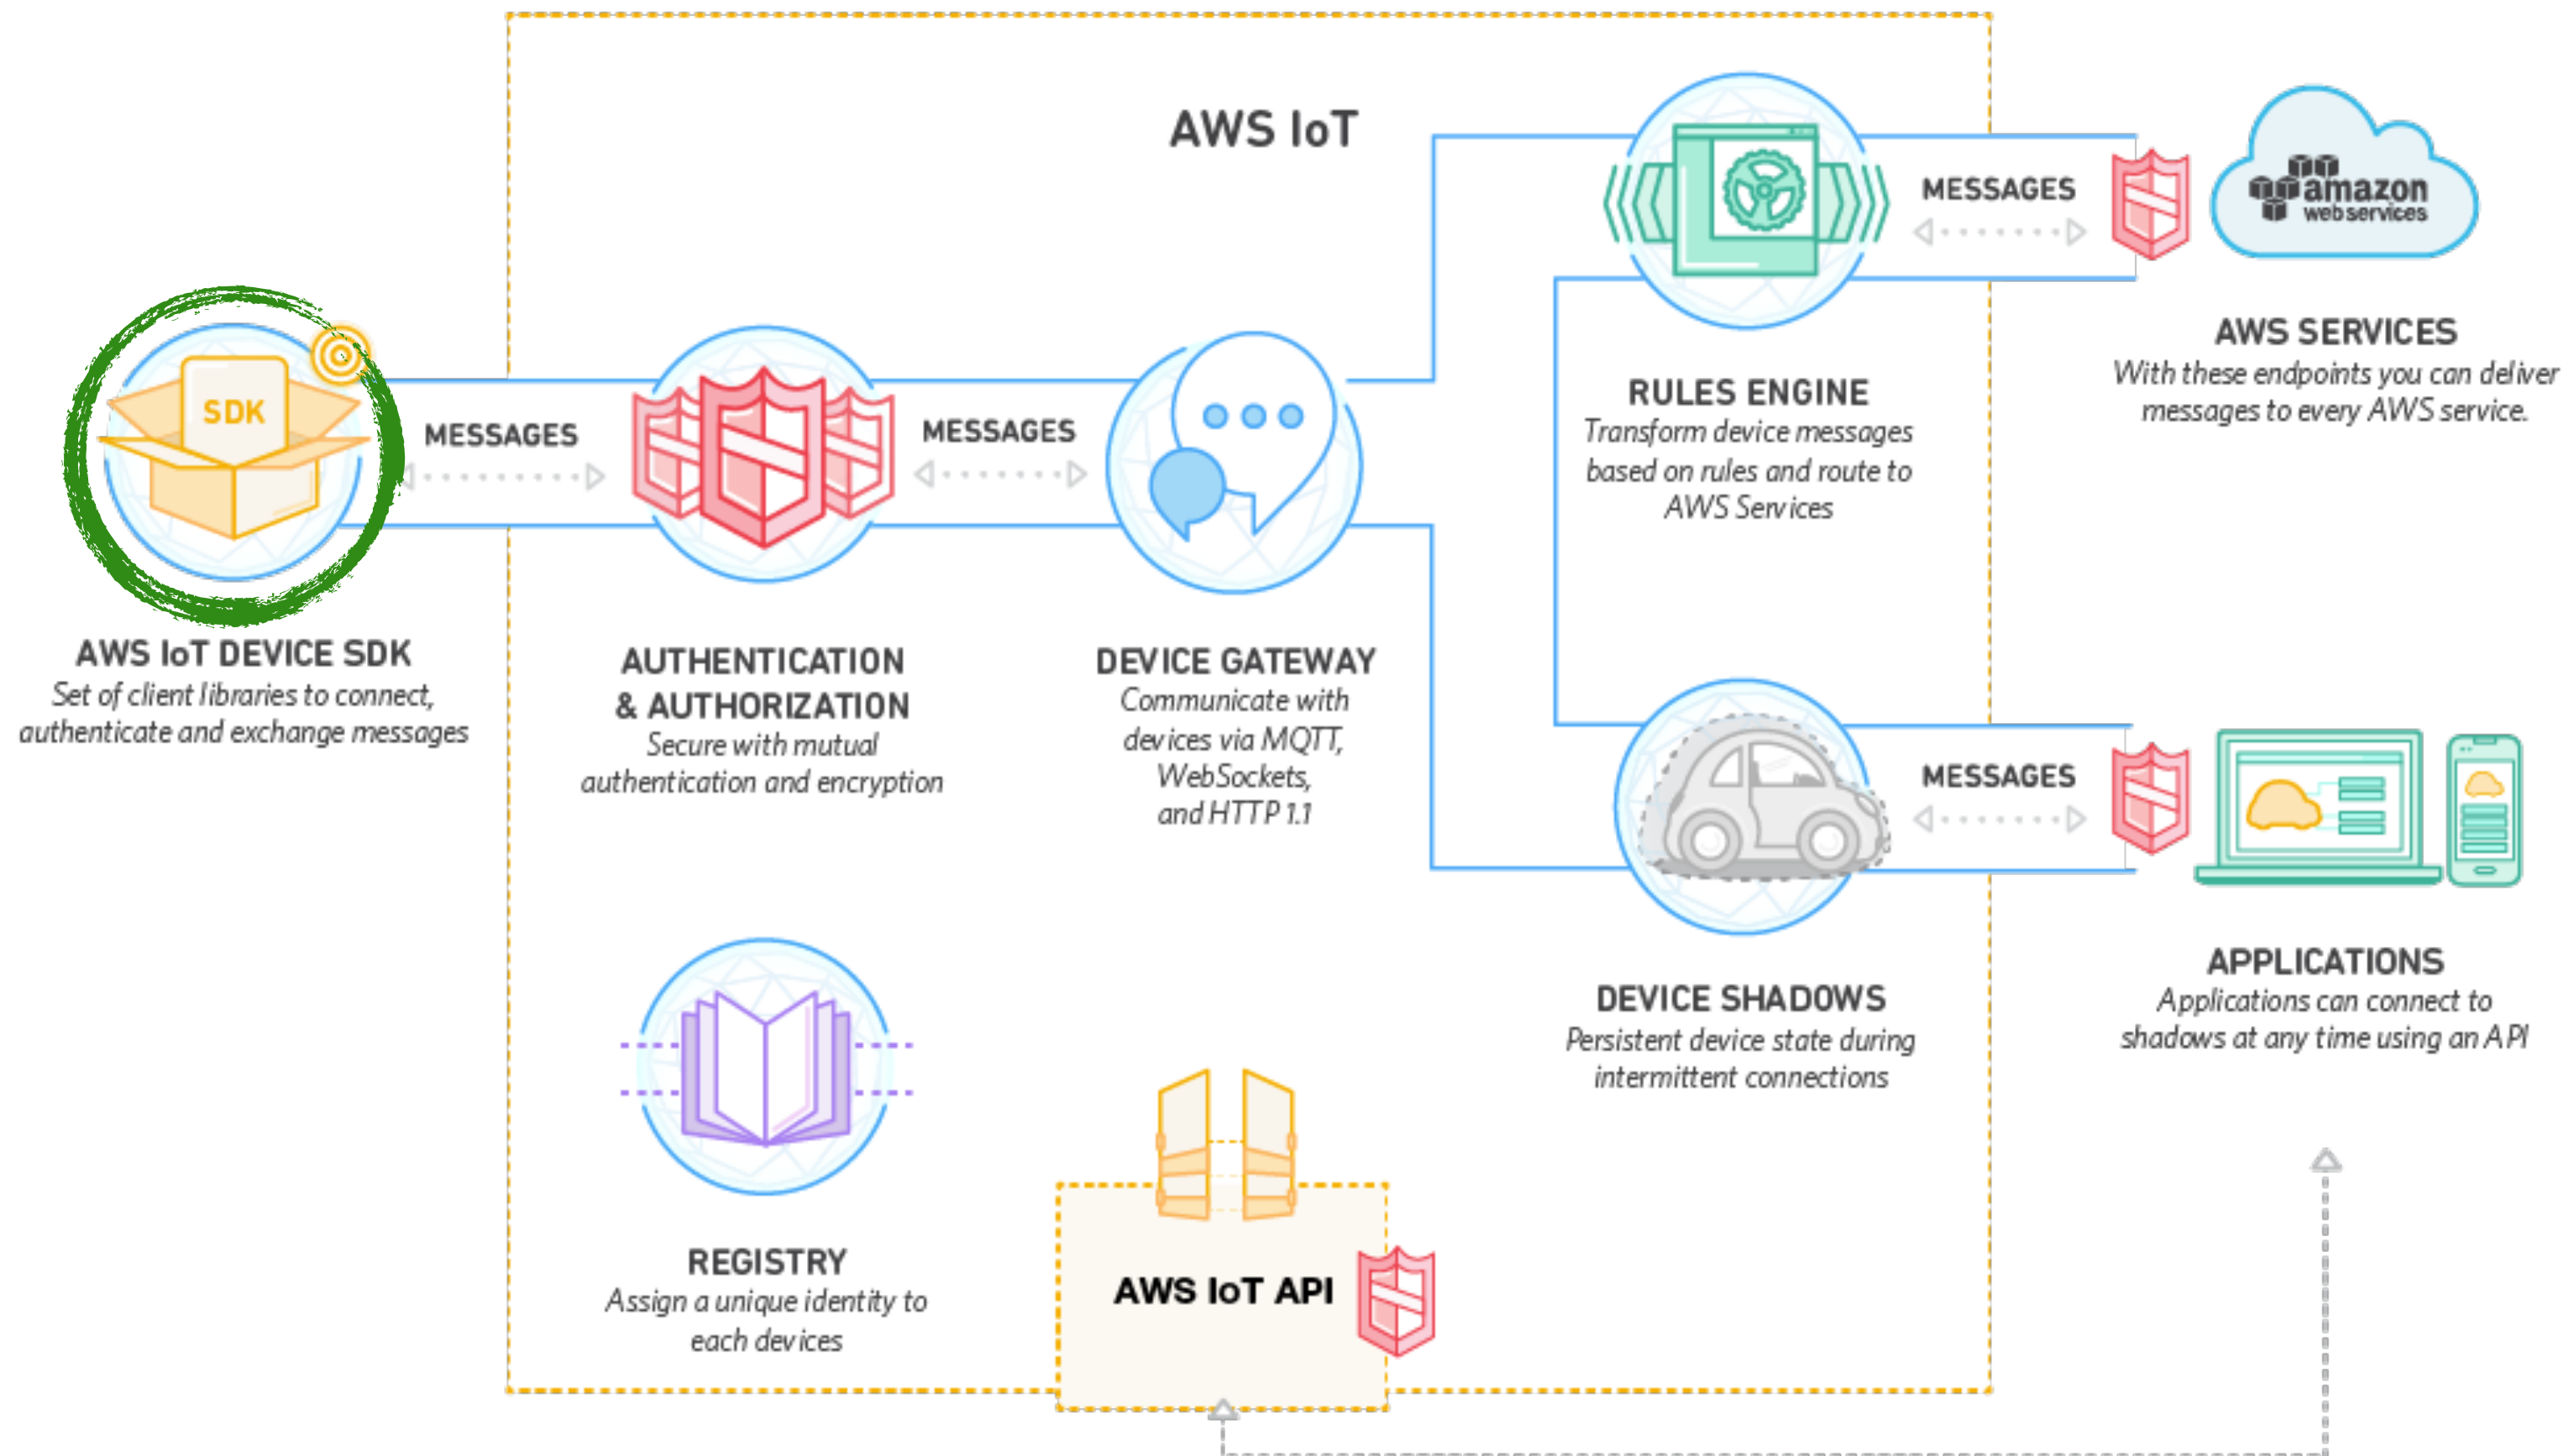 AWS IoT
MESSAGES
amazon
web services
AWS SERVICES
With these endpoints you can deliver
messages to every AWS service.
RULES ENGINE
Transform device messages
based on rules and route to
AWS Services
SDK
MESSAGES
MESSAGES
AWS IoT DEVICE SDK
Set of client libraries to connect,
authenticate and exchange messages
AUTHENTICATION
& AUTHORIZATION
Secure with mutual
authentication and encryption
DEVICE GATEWAY
Communicate with
devices via MQTT,
WebSockets,
and HTTP 1.1
MESSAGES
DEVICE SHADOWS
Persistent device state during
intermittent connections
APPLICATIONS
Applications can connect to
shadows at any time using an API
REGISTRY
Assign a unique identity to
each devices
AWS IoT API